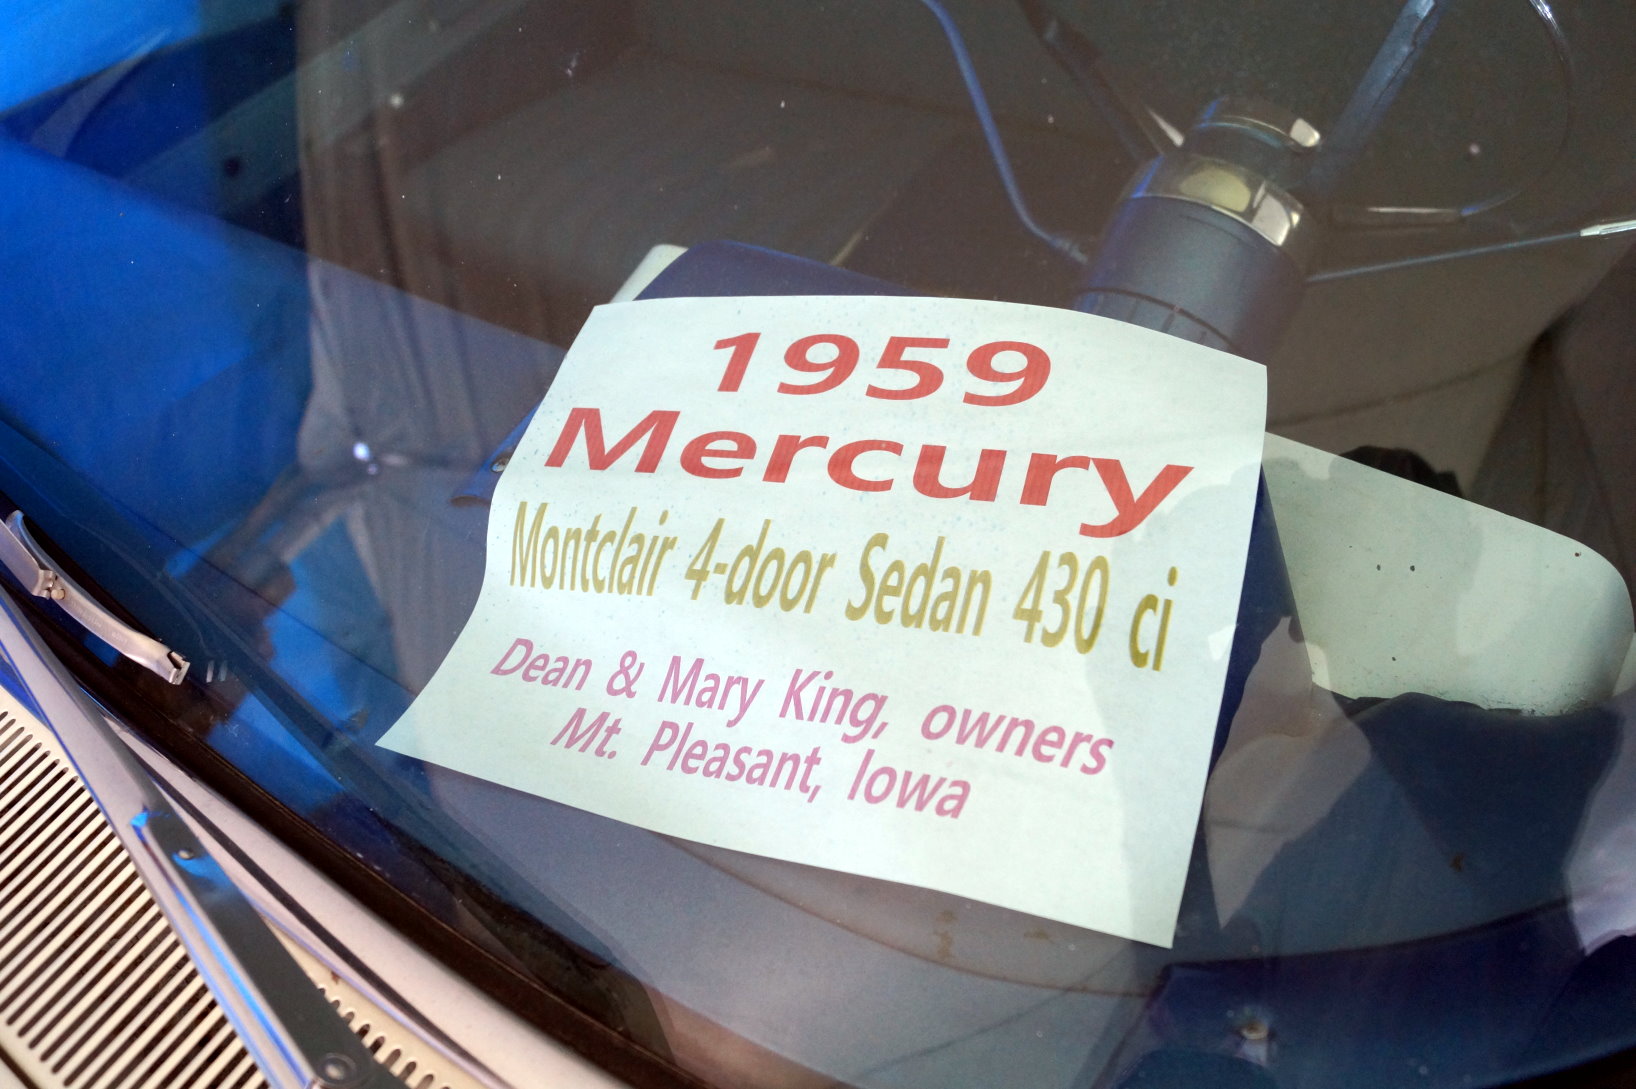 1959
Mercury
Montclair 4-door Sedan 430 ci
Dean & Mary King, owners
Mt. Pleasant, Iowa